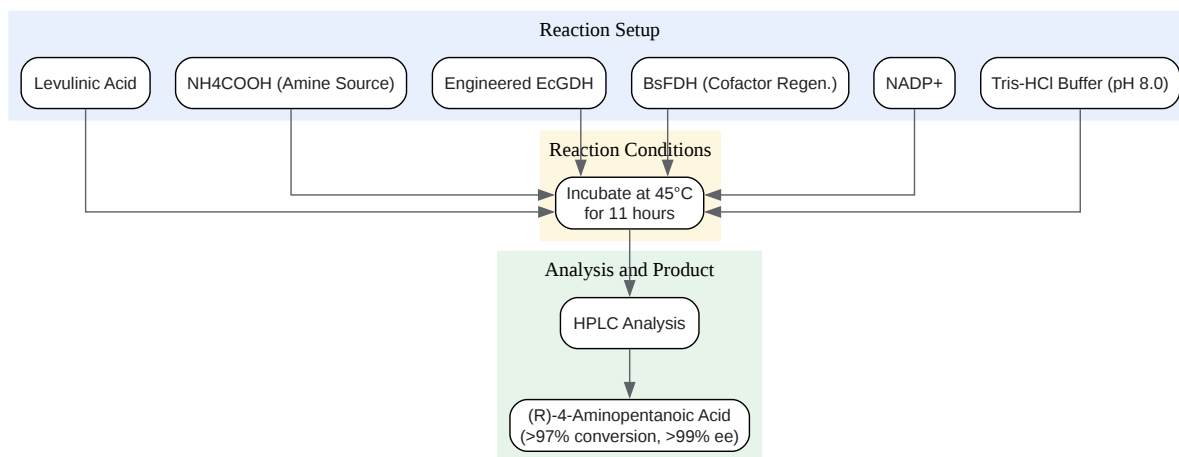 Reaction Setup
Levulinic Acid
NH4COOH (Amine Source)
Engineered EcGDH
BsFDH (Cofactor Regen.)
NADP+
Tris-HCl Buffer (pH 8.0)
Reaction Conditions
Incubate at 45°C
for 11 hours
Analysis and Product
HPLC Analysis
(R)-4-Aminopentanoic Acid
(>97% conversion, >99% ee)